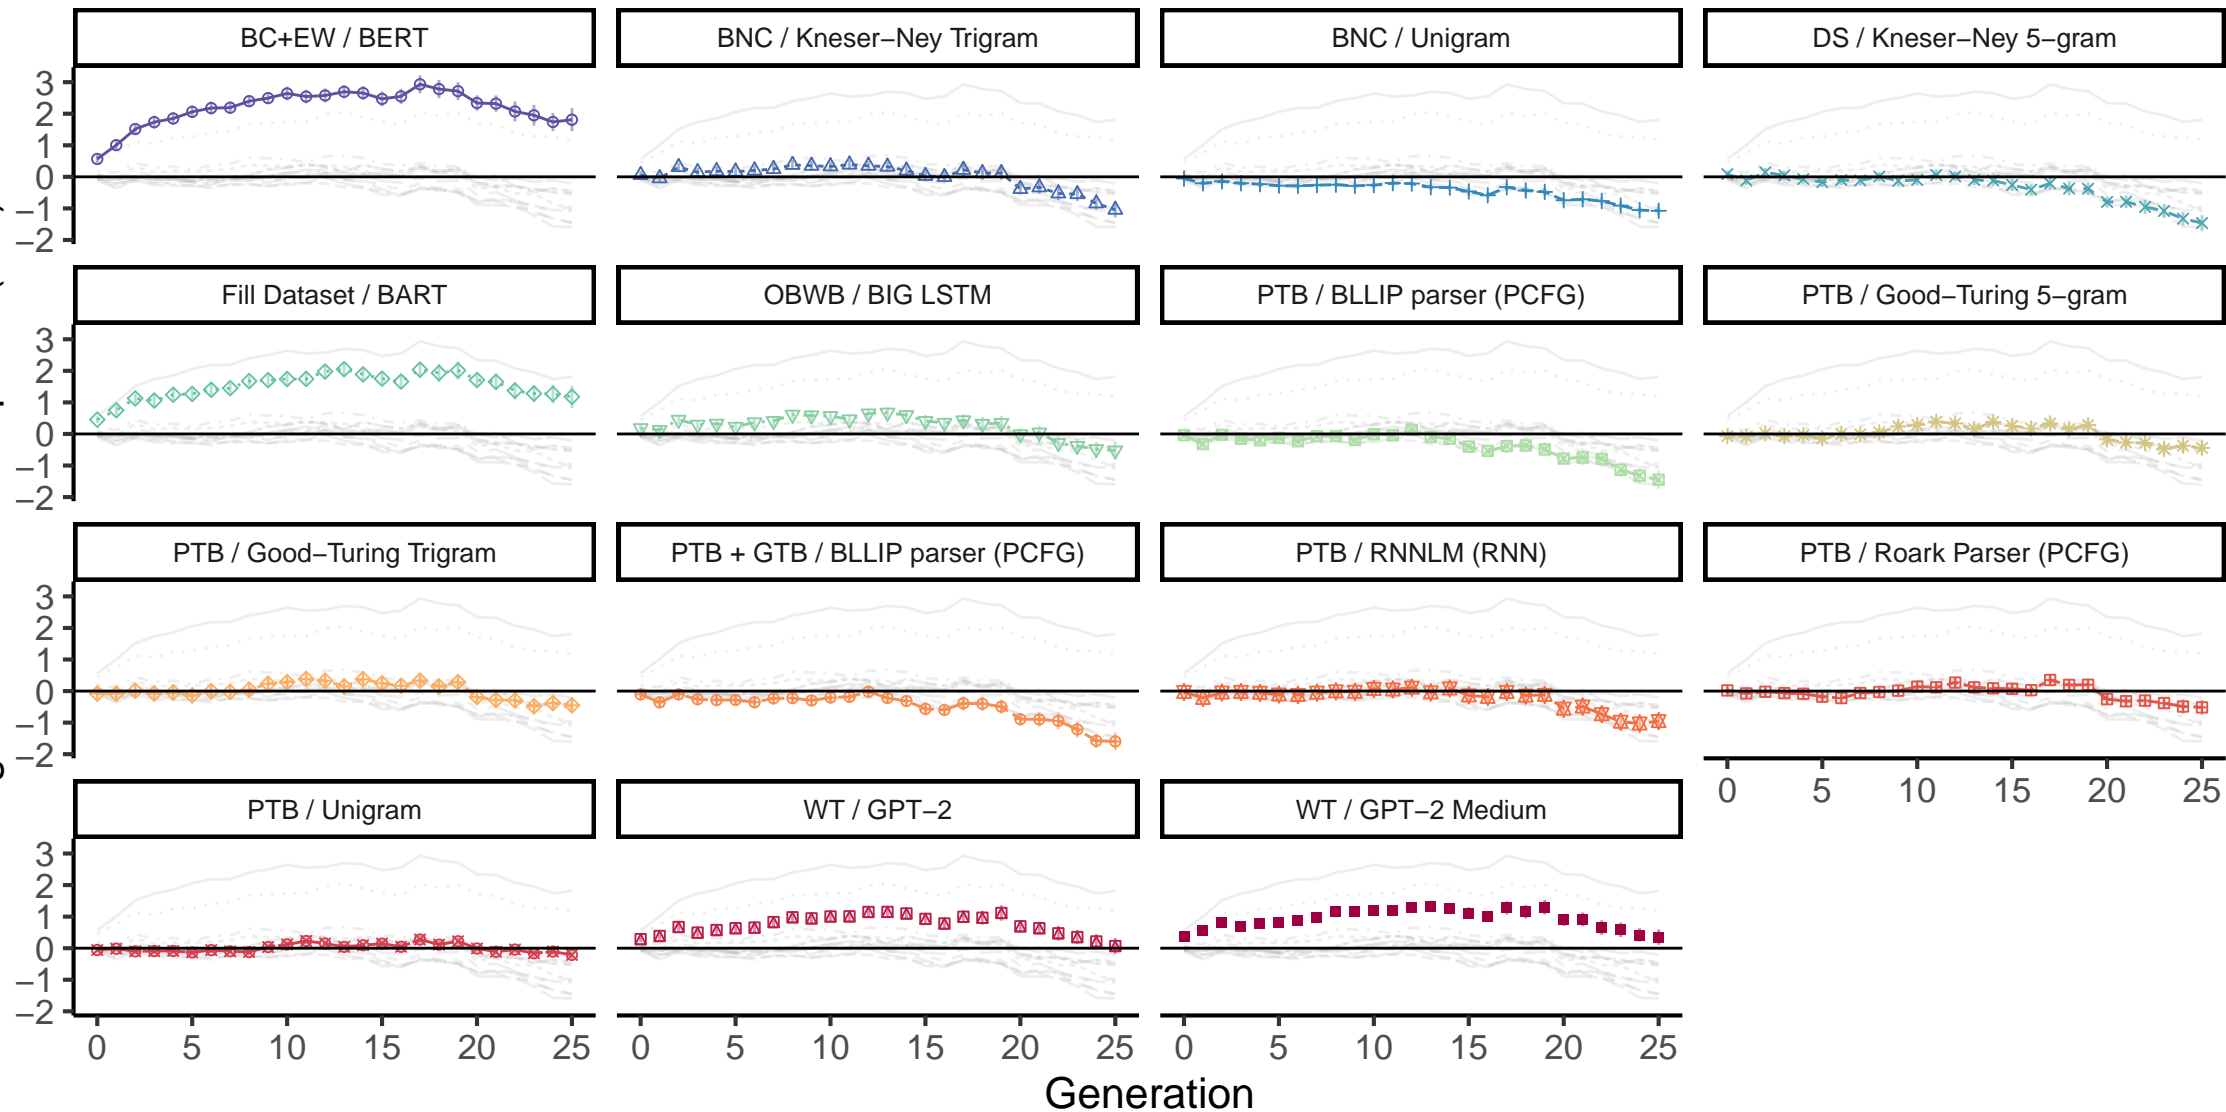 BC+EW / BERT
BNC / Kneser–Ney Trigram
BNC / Unigram
DS / Kneser–Ney 5–gram
3
2
1
0
–1
–2
Fill Dataset / BART
OBWB / BIG LSTM
PTB / BLLIP parser (PCFG)
PTB / Good–Turing 5–gram
3
2
1
0
–1
–2
PTB / Good–Turing Trigram
PTB + GTB / BLLIP parser (PCFG)
PTB / RNNLM (RNN)
PTB / Roark Parser (PCFG)
3
2
1
0
–1
–2
0 5 10 15 20 25
PTB / Unigram
WT / GPT–2
WT / GPT–2 Medium
3
2
1
0
–1
–2
0 5 10 15 20 25
0 5 10 15 20 25
0 5 10 15 20 25
Generation